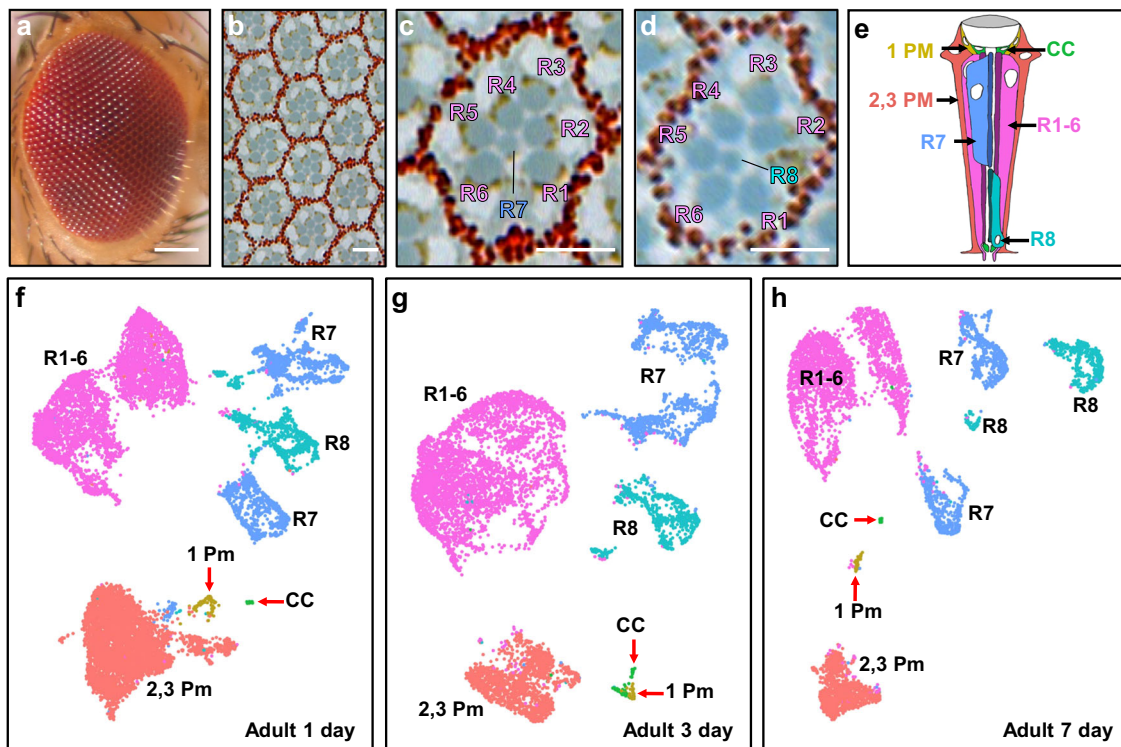 a
b
c
R3
R4
R5
R2
R6
R1
R7
d
R3
R4
R2
R5
R8
R6
R1
e
1 PM
CC
2,3 PM
R1-6
R7
R8
f
R7
R1-6
R8
R7
1 Pm
CC
2,3 Pm
Adult 1 day
g
R7
R1-6
R8
CC
1 Pm
2,3 Pm
Adult 3 day
h
R7
R1-6
R8
R8
CC
R7
1 Pm
2,3 Pm
Adult 7 day